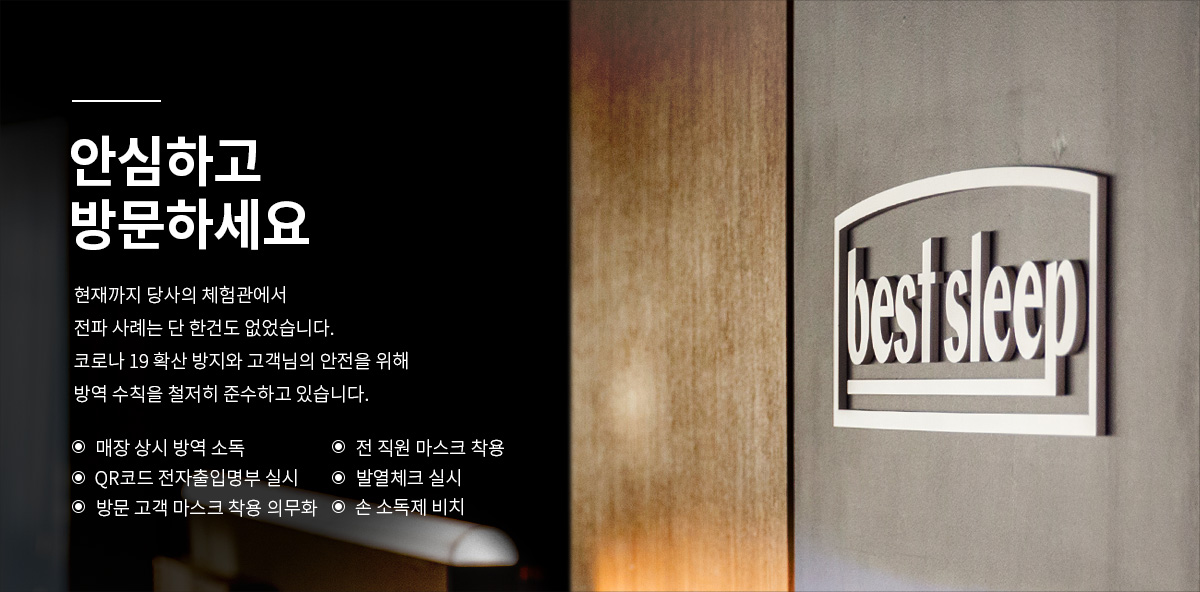 안심하고
방문하세요
현재까지 당사의 체험관에서
전파 사례는 단 한건도 없었습니다.
코로나 19 확산 방지와 고객님의 안전을 위해
방역 수칙을 철저히 준수하고 있습니다.
매장 상시 방역 소독
전 직원 마스크 착용
QR코드 전자출입명부 실시
발열체크 실시
방문 고객 마스크 착용 의무화
손 소독제 비치
best sleep